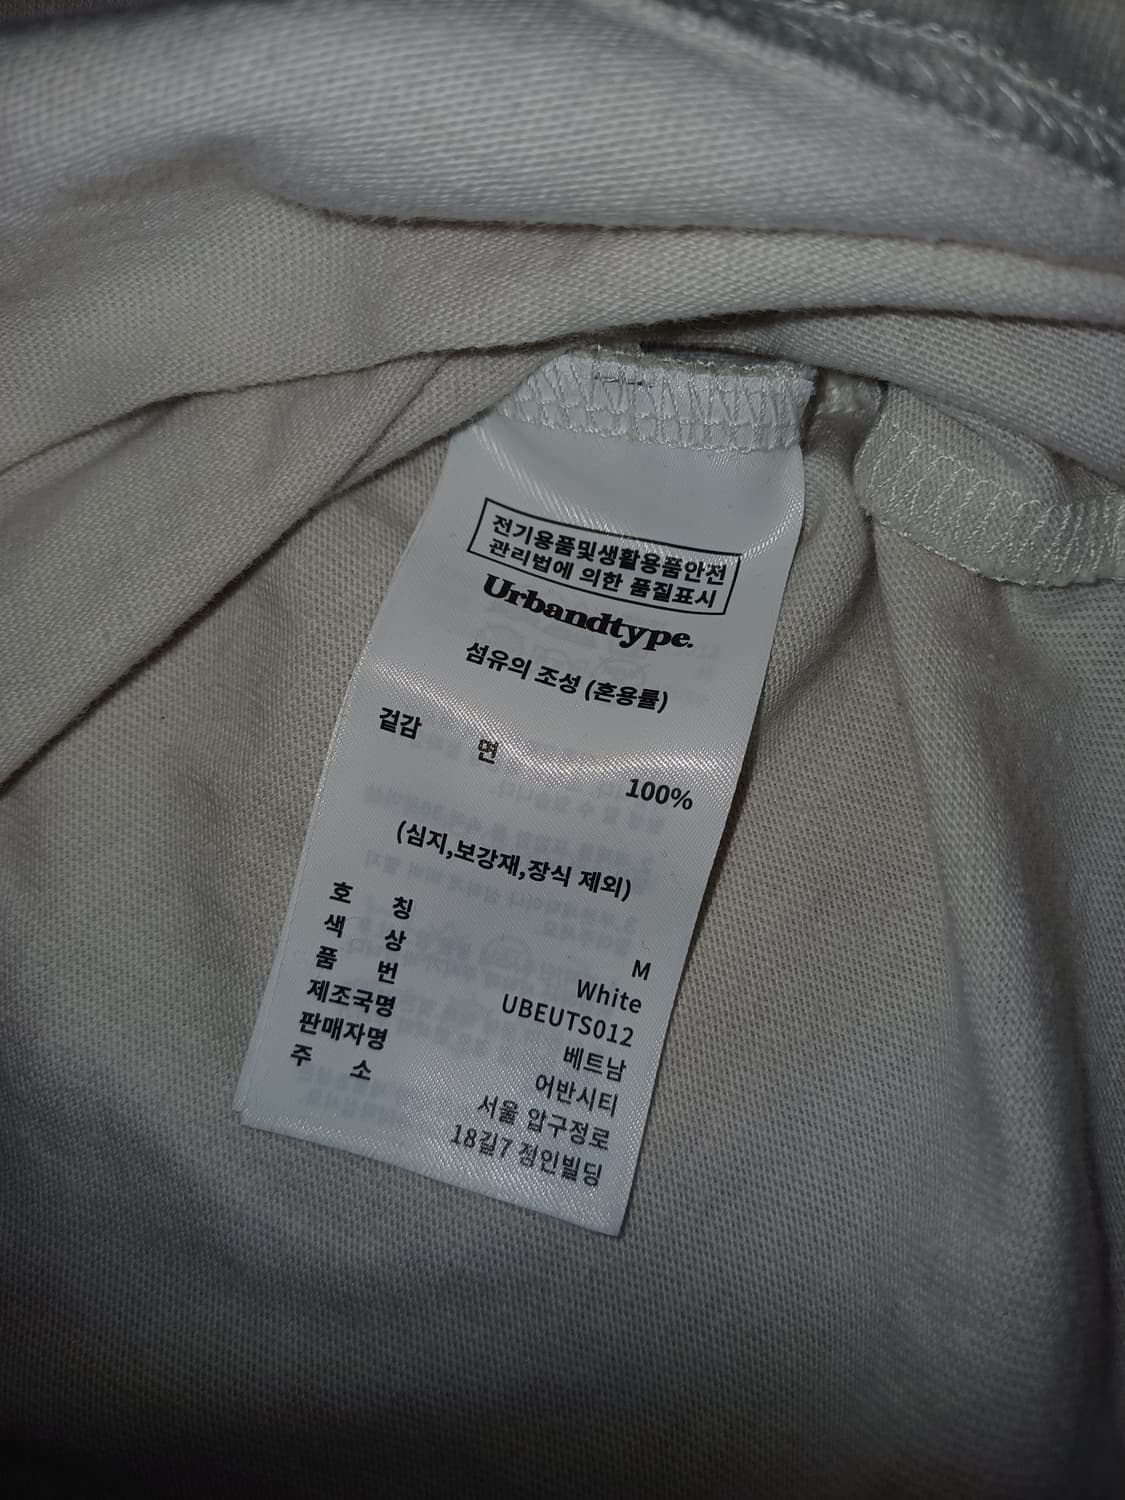 전기용품및생활용품안전
관리법에 의한 품질표시
Urbandtype.
섬유의 조성 (혼용률)
겉감 면 100%
(심지,보강재,장식 제외)
호 칭 M
색 상 White
품 번 UBEUTS012
제조국명 베트남
판매자명 어반시티
주 소 서울 압구정로
18길7 정인빌딩